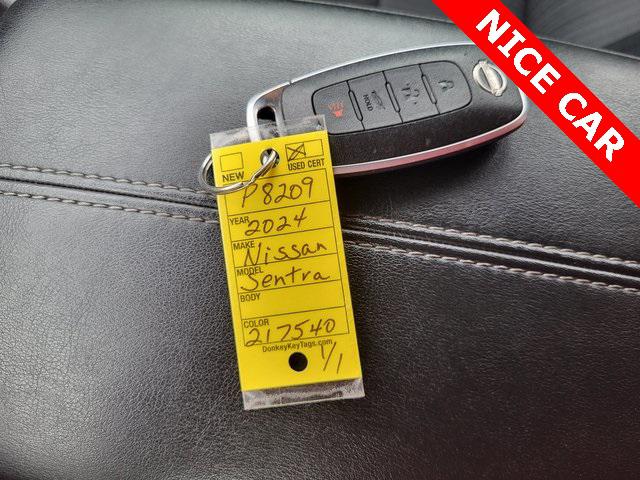 NICE CAR
HOLD
NEW
USED CERT
P8209
YEAR 2024
MAKE Nissan
MODEL Sentra
BODY
COLOR 217540
DonkeyKeyTags.com
1/1